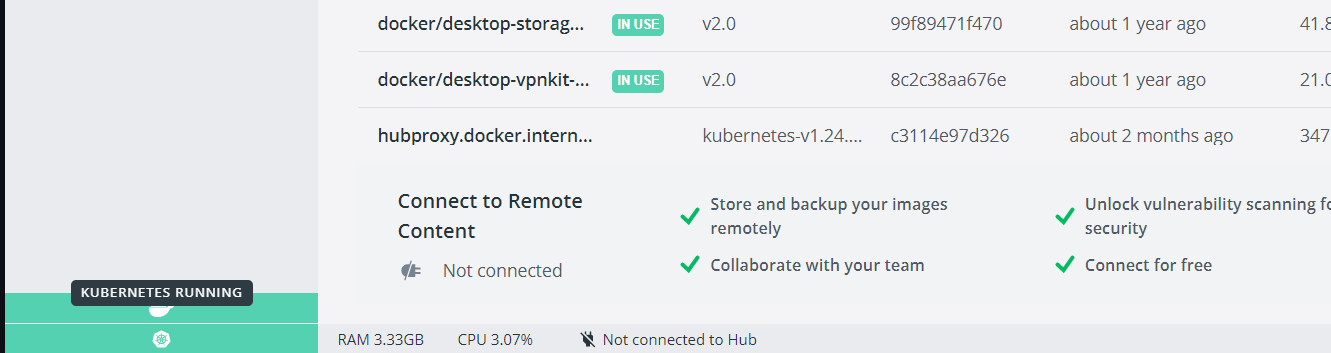 docker/desktop-storag... IN USE v2.0 99f89471f470 about 1 year ago 41.8
docker/desktop-vpnkit-... IN USE v2.0 8c2c38aa676e about 1 year ago 21.0
hubproxy.docker.intern... kubernetes-v1.24.... c3114e97d326 about 2 months ago 347
Connect to Remote
Content
Not connected
Store and backup your images
remotely
Collaborate with your team
Unlock vulnerability scanning fo
security
Connect for free
KUBERNETES RUNNING
RAM 3.33GB CPU 3.07% Not connected to Hub